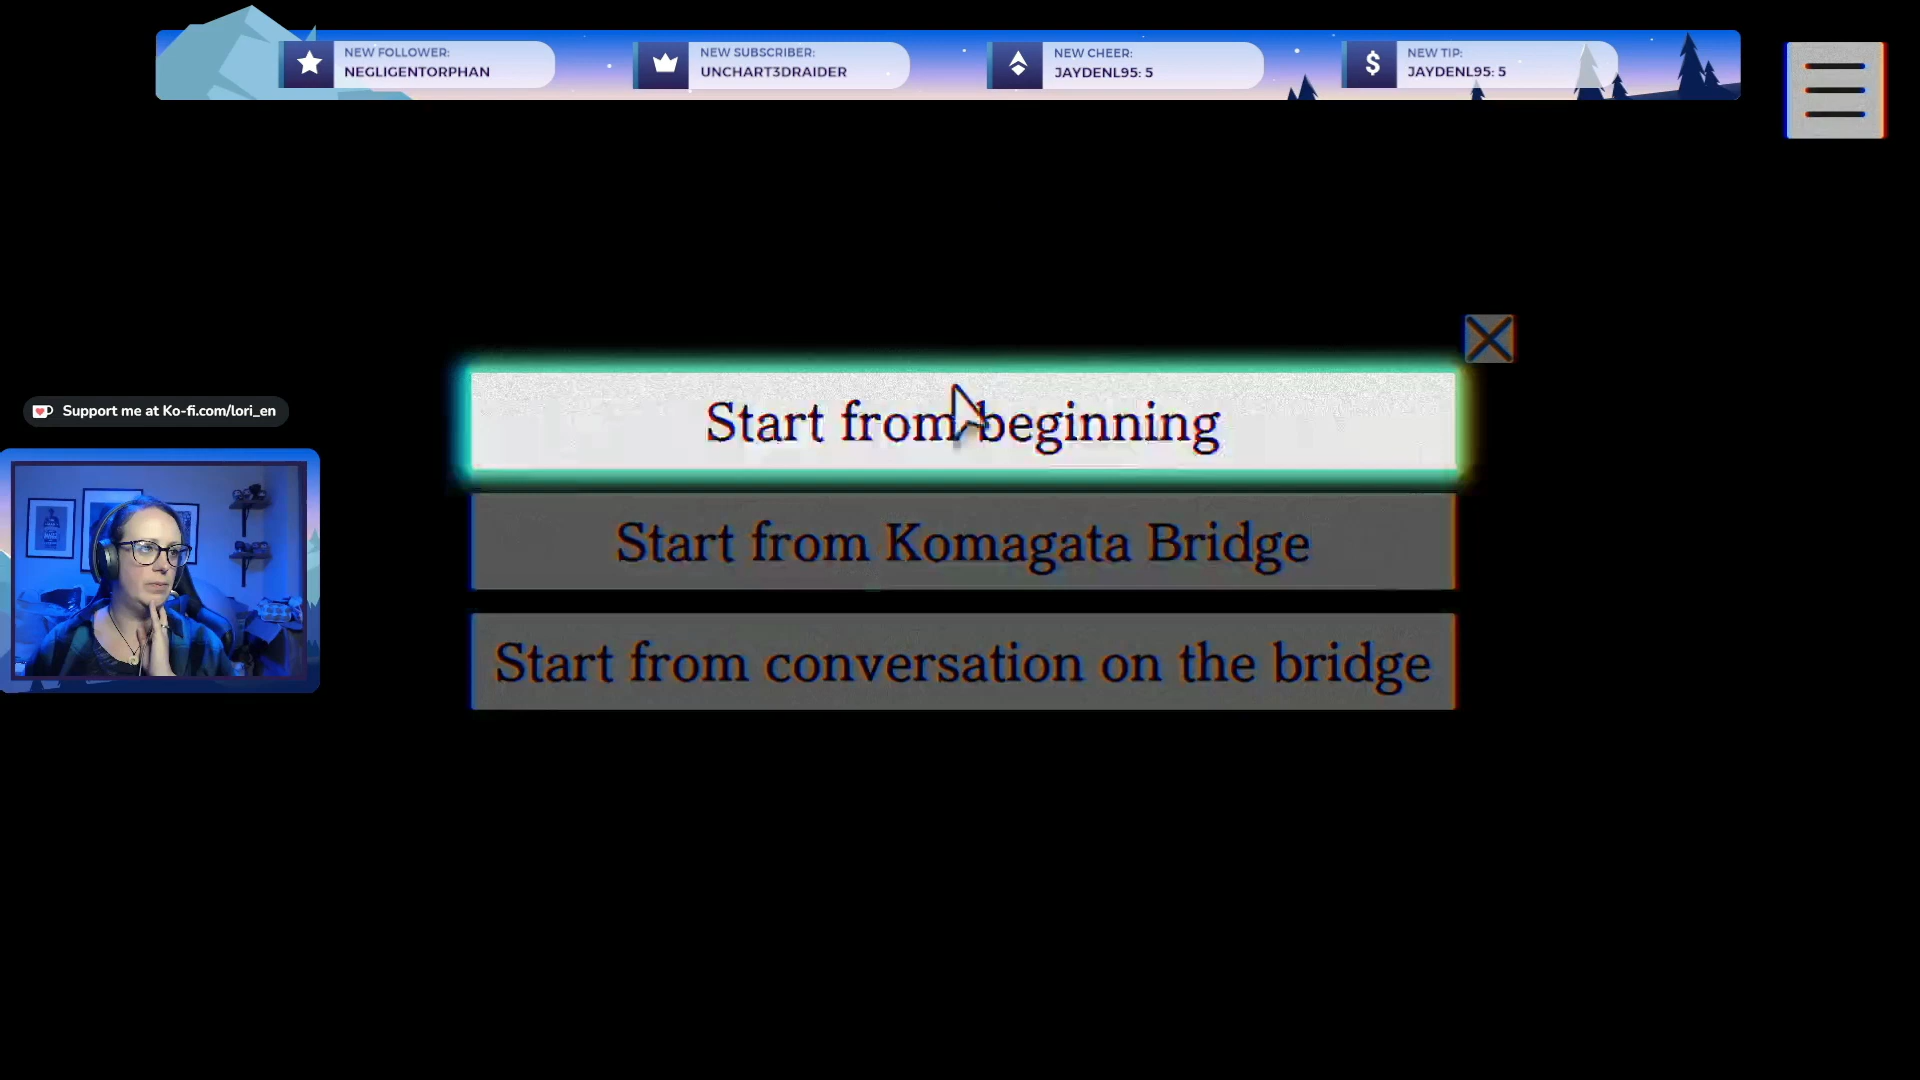 NEW FOLLOWER:
NEGLIGENTORPHAN
NEW SUBSCRIBER:
UNCHART3DRAIDER
NEW CHEER:
JAYDENL95: 5
NEW TIP:
JAYDENL95: 5
Start from beginning
Support me at Ko-fi.com/lori_en
Start from Komagata Bridge
Start from conversation on the bridge